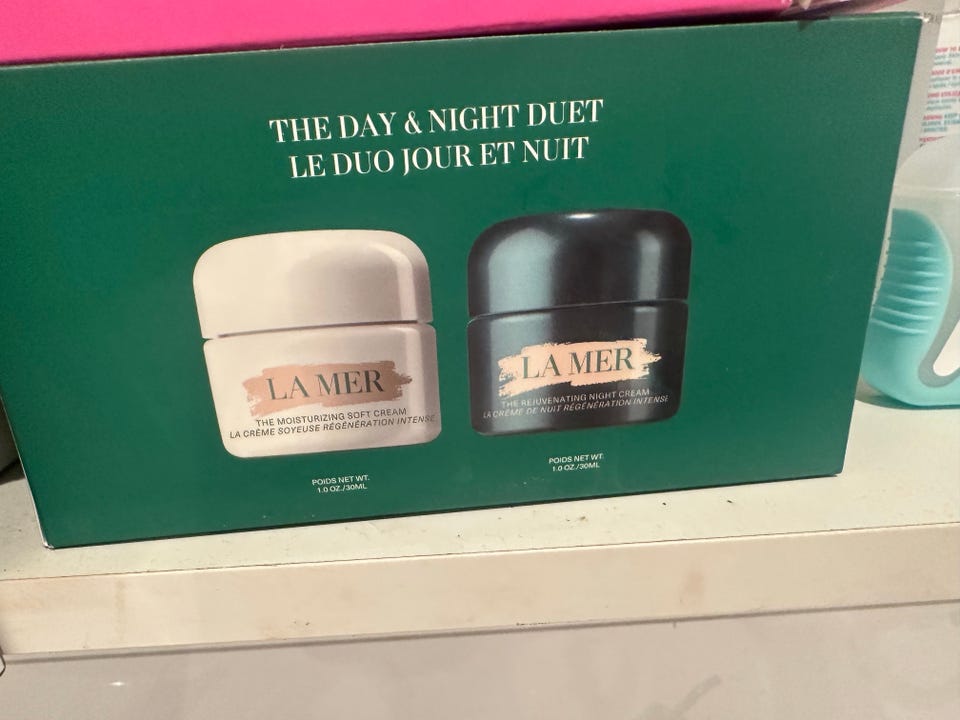 THE DAY & NIGHT DUET
LE DUO JOUR ET NUIT
LA MER
THE MOISTURIZING SOFT CREAM
LA CRÈME SOYEUSE RÉGÉNÉRATION INTENSE
POIDS NET WT.
1.0 OZ./30ML
LA MER
THE REJUVENATING NIGHT CREAM
LA CRÈME DE NUIT RÉGÉNÉRATION INTENSE
POIDS NET WT.
1.0 OZ./30ML